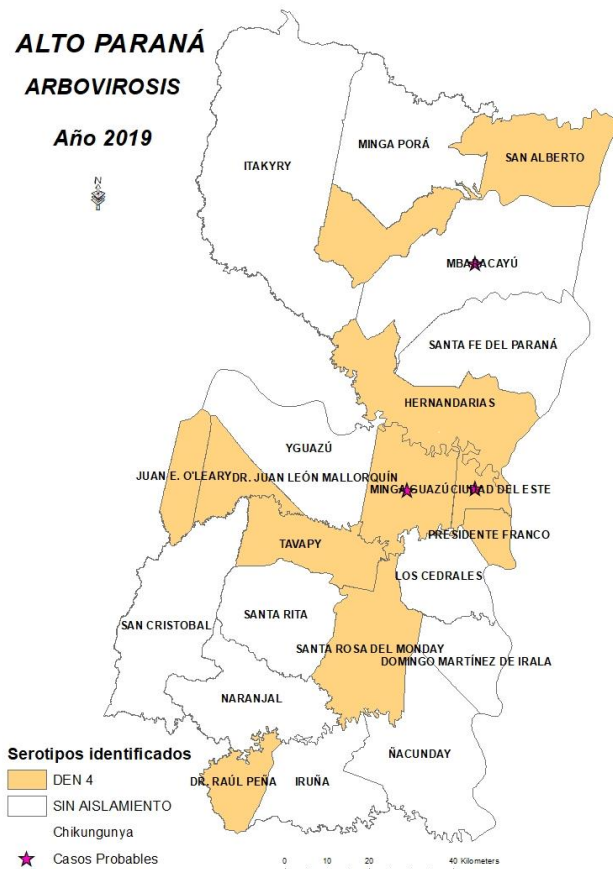 ALTO PARANÁ
ARBOVIROSIS
Año 2019
N
ITAKYRY
MINGA PORÁ
SAN ALBERTO
MBARACAYÚ
SANTA FE DEL PARANÁ
HERNANDARIAS
YGUAZÚ
JUAN E. O'LEARY
DR. JUAN LEÓN MALLORQUÍN
MINGA GUAZÚ
CIUDAD DEL ESTE
PRESIDENTE FRANCO
TAVAPY
LOS CEDRALES
SAN CRISTOBAL
SANTA RITA
SANTA ROSA DEL MONDAY
DOMINGO MARTÍNEZ DE IRALA
NARANJAL
ÑACUNDAY
DR. RAÚL PEÑA
IRUÑA
Serotipos identificados
DEN 4
SIN AISLAMIENTO
Chikungunya
Casos Probables
0 10 20 40 Kilometers